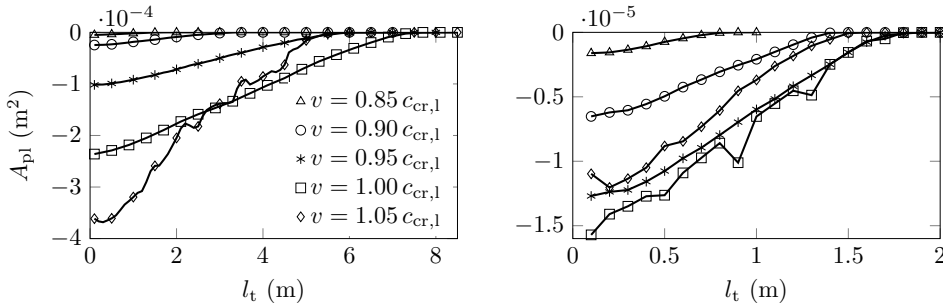 ·10⁻⁴
0
−1
−2
−3
−4
A_pl (m²)
0 2 4 6 8
l_t (m)
v = 0.85 c_cr,l
v = 0.90 c_cr,l
v = 0.95 c_cr,l
v = 1.00 c_cr,l
v = 1.05 c_cr,l
·10⁻⁵
0
−0.5
−1
−1.5
0 0.5 1 1.5 2
l_t (m)